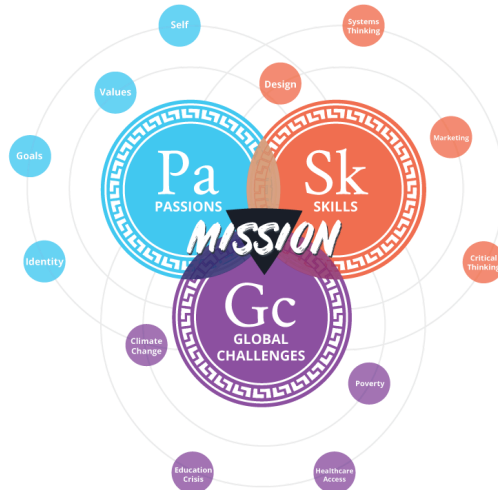 Self
Systems
Thinking
Values
Design
Goals
Marketing
Pa
PASSIONS
Sk
SKILLS
MISSION
Identity
Critical
Thinking
Gc
GLOBAL
CHALLENGES
Climate
Change
Poverty
Education
Crisis
Healthcare
Access